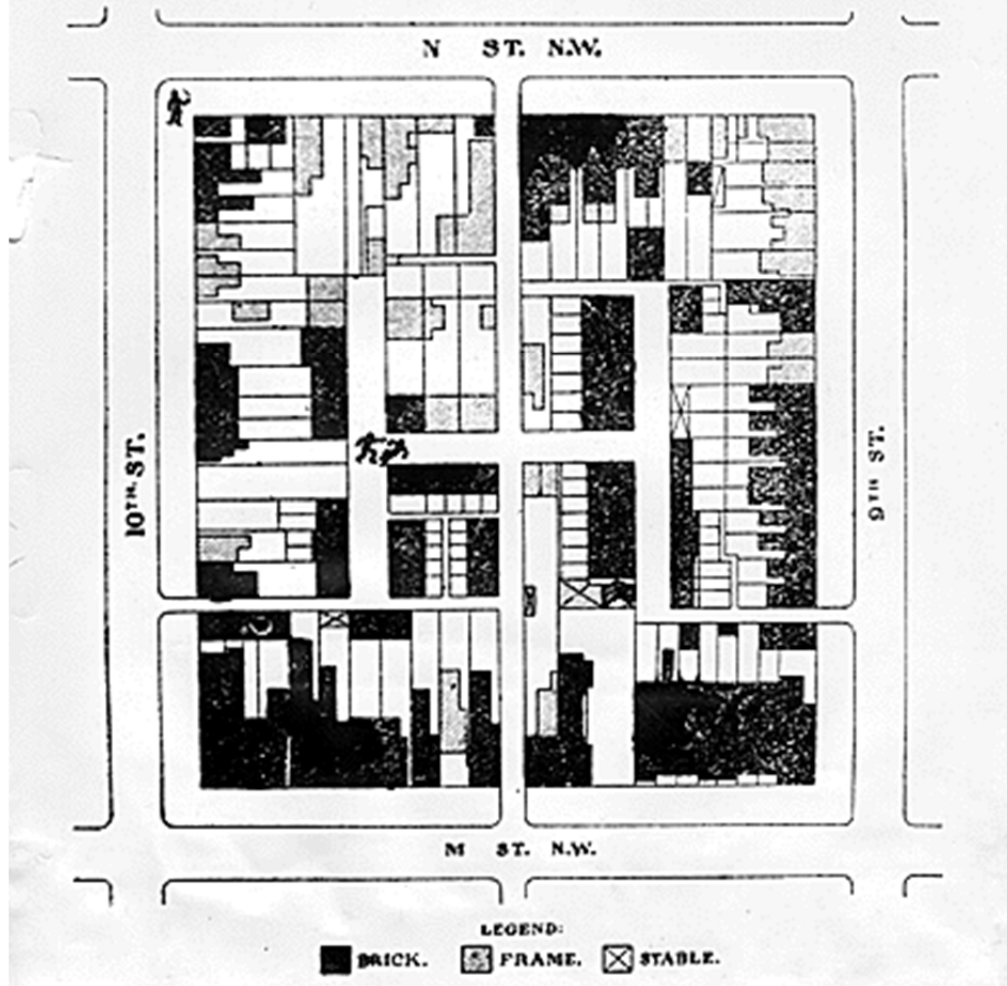 N ST. N.W.
10TH ST.
9TH ST.
M ST. N.W.
LEGEND:
BRICK. FRAME. STABLE.